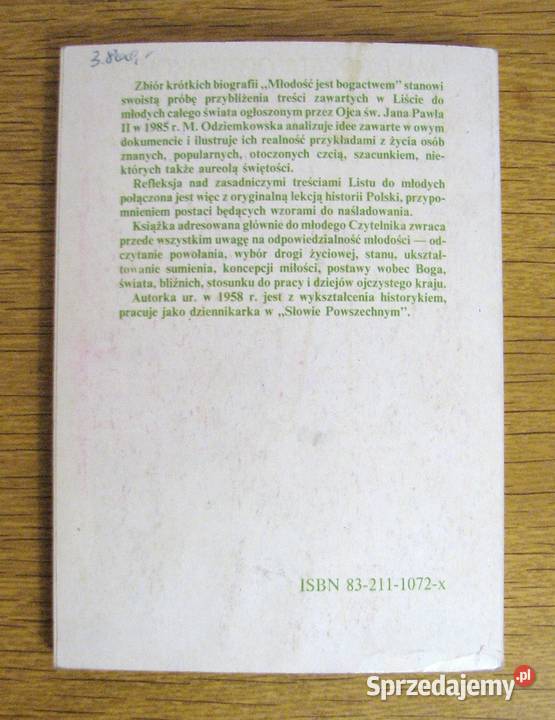 3.800,-
Zbiór krótkich biografii „Młodość jest bogactwem” stanowi
swoistą próbę przybliżenia treści zawartych w Liście do
młodych całego świata ogłoszonym przez Ojca św. Jana Pawła
II w 1985 r. M. Odziemkowska analizuje idee zawarte w owym
dokumencie i ilustruje ich realność przykładami z życia osób
znanych, popularnych, otoczonych czcią, szacunkiem, nie-
których także aureolą świętości.
Refleksja nad zasadniczymi treściami Listu do młodych
połączona jest więc z oryginalną lekcją historii Polski, przypo-
mnieniem postaci będących wzorami do naśladowania.
Książka adresowana głównie do młodego Czytelnika zwraca
przede wszystkim uwagę na odpowiedzialność młodości — od-
czytanie powołania, wybór drogi życiowej, stanu, ukształ-
towanie sumienia, koncepcji miłości, postawy wobec Boga,
świata, bliźnich, stosunku do pracy i dziejów ojczystego kraju.
Autorka ur. w 1958 r. jest z wykształcenia historykiem,
pracuje jako dziennikarka w „Słowie Powszechnym”.
ISBN 83-211-1072-x
Sprzedajemy.pl